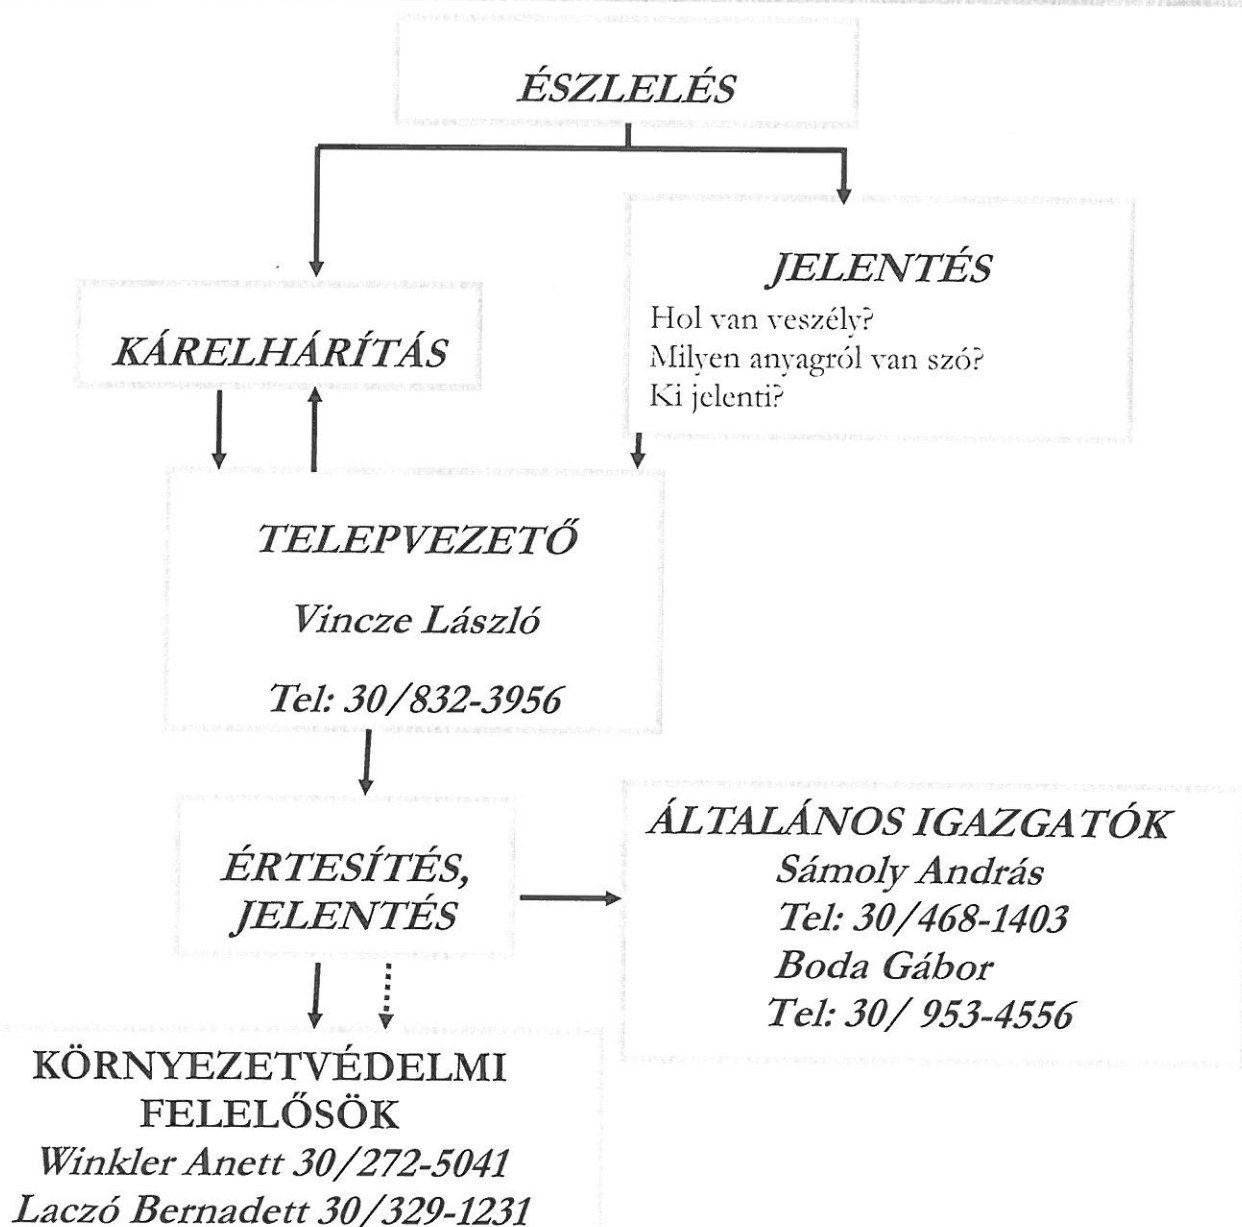 ÉSZLELÉS
JELENTÉS
Hol van veszély?
Milyen anyagról van szó?
Ki jelenti?
KÁRELHÁRÍTÁS
TELEPVEZETŐ
Vincze László
Tel: 30/832-3956
ÉRTESÍTÉS,
JELENTÉS
ÁLTALÁNOS IGAZGATÓK
Sámoly András
Tel: 30/468-1403
Boda Gábor
Tel: 30/ 953-4556
KÖRNYEZETVÉDELMI
FELELŐSÖK
Winkler Anett 30/272-5041
Laczó Bernadett 30/329-1231